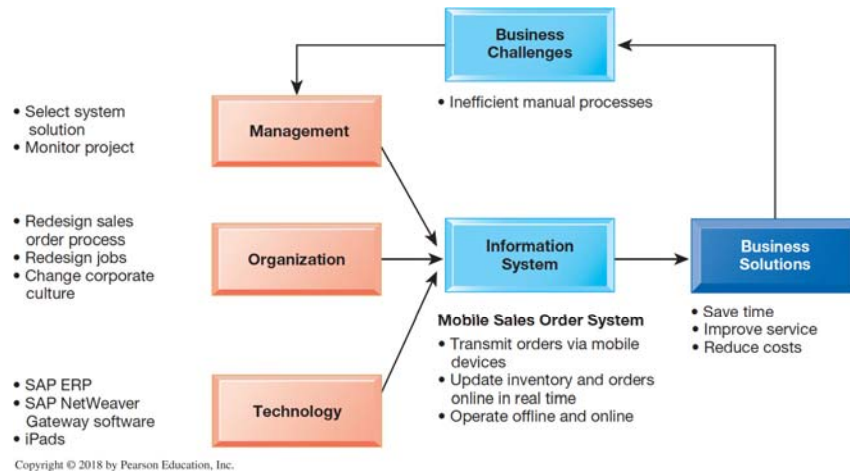 Business
Challenges
• Inefficient manual processes
• Select system
solution
• Monitor project
Management
• Redesign sales
order process
• Redesign jobs
• Change corporate
culture
Organization
Information
System
Business
Solutions
Mobile Sales Order System
• Transmit orders via mobile
devices
• Update inventory and orders
online in real time
• Operate offline and online
• Save time
• Improve service
• Reduce costs
• SAP ERP
• SAP NetWeaver
Gateway software
• iPads
Technology
Copyright © 2018 by Pearson Education, Inc.